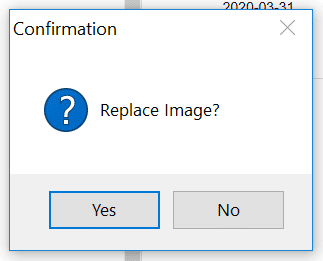 2020-03-31
Confirmation
Replace Image?
Yes
No